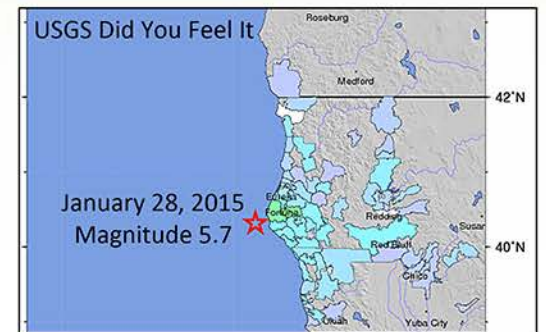 USGS Did You Feel It
Roseburg
Medford
42°N
Eureka
January 28, 2015
Fortuna
Magnitude 5.7
Redding
Susan
Red Bluff
40°N
Chico
Ukiah
Yuba City